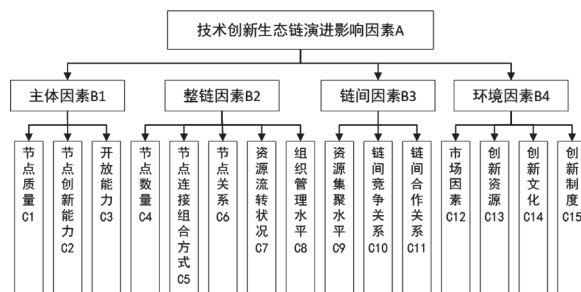 技术创新生态链演进影响因素A
主体因素B1
整链因素B2
链间因素B3
环境因素B4
节点质量C1
节点创新能力C2
开放能力C3
节点数量C4
节点连接组合方式C5
节点关系C6
资源流转状况C7
组织管理水平C8
资源集聚水平C9
链间竞争关系C10
链间合作关系C11
市场因素C12
创新资源C13
创新文化C14
创新制度C15